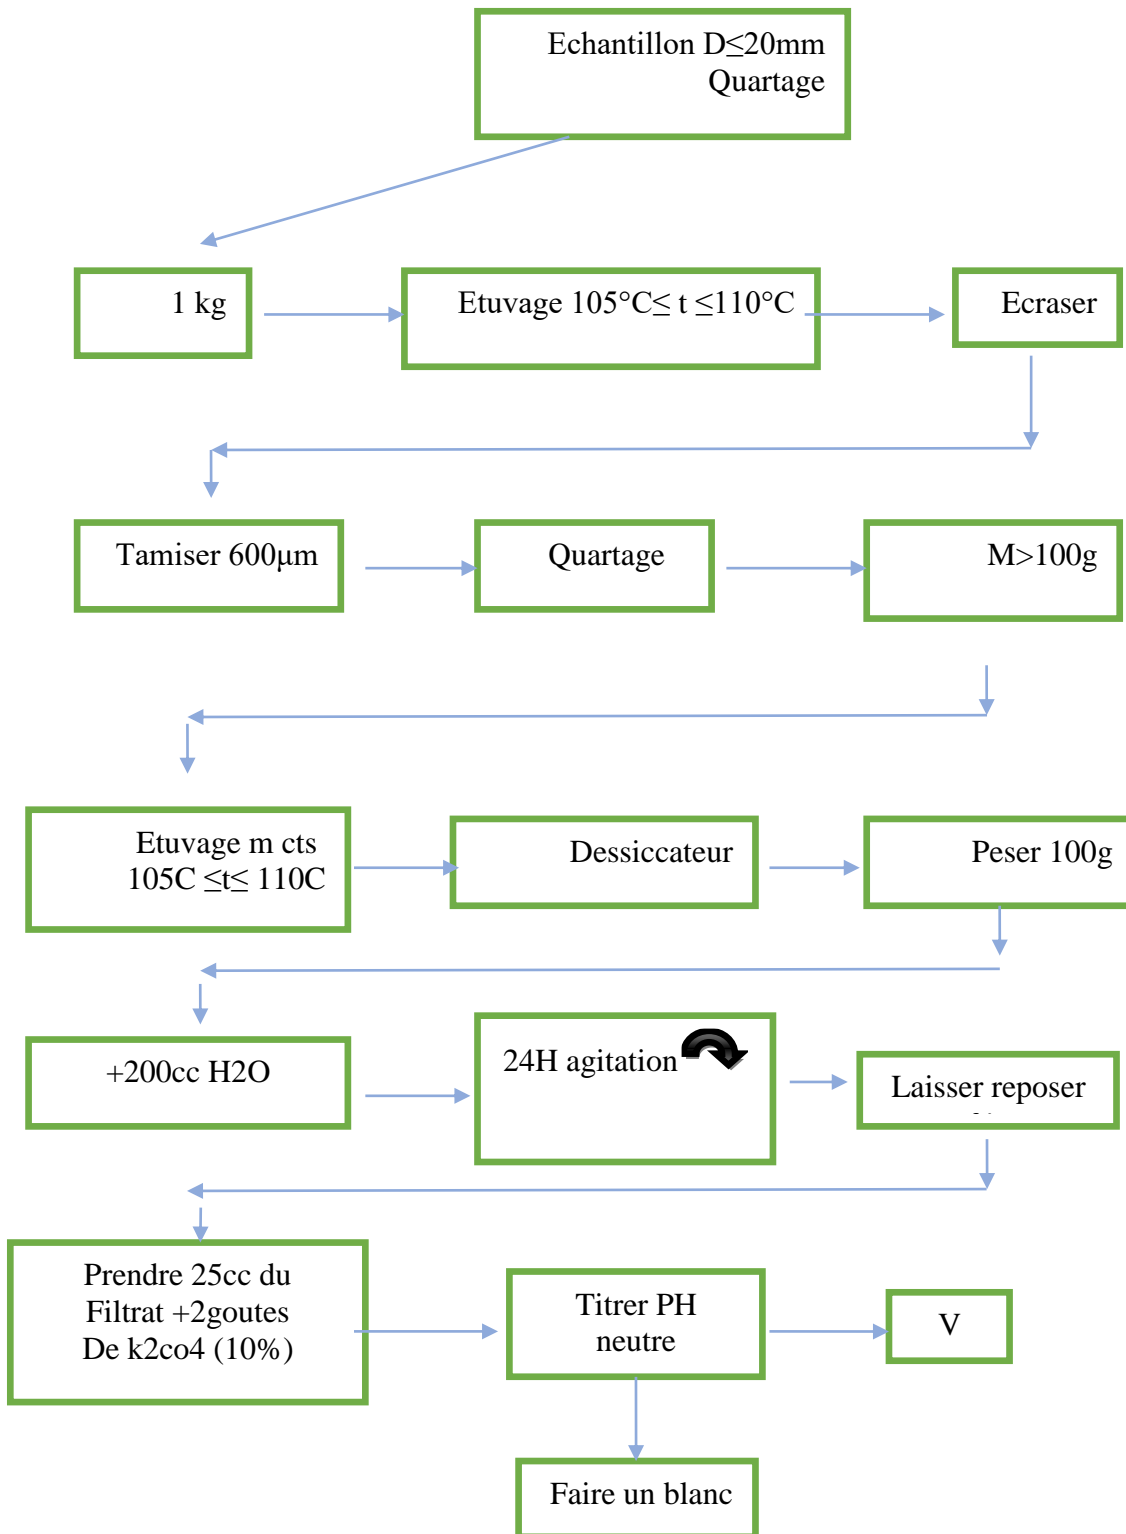 Echantillon D≤20mm
Quartage
1 kg
Etuvage 105°C≤ t ≤110°C
Ecraser
Tamiser 600μm
Quartage
M>100g
Etuvage m cts
105C ≤t≤ 110C
Dessiccateur
Peser 100g
+200cc H2O
24H agitation
Laisser reposer
Prendre 25cc du
Filtrat +2goutes
De k2co4 (10%)
Titrer PH
neutre
V
Faire un blanc